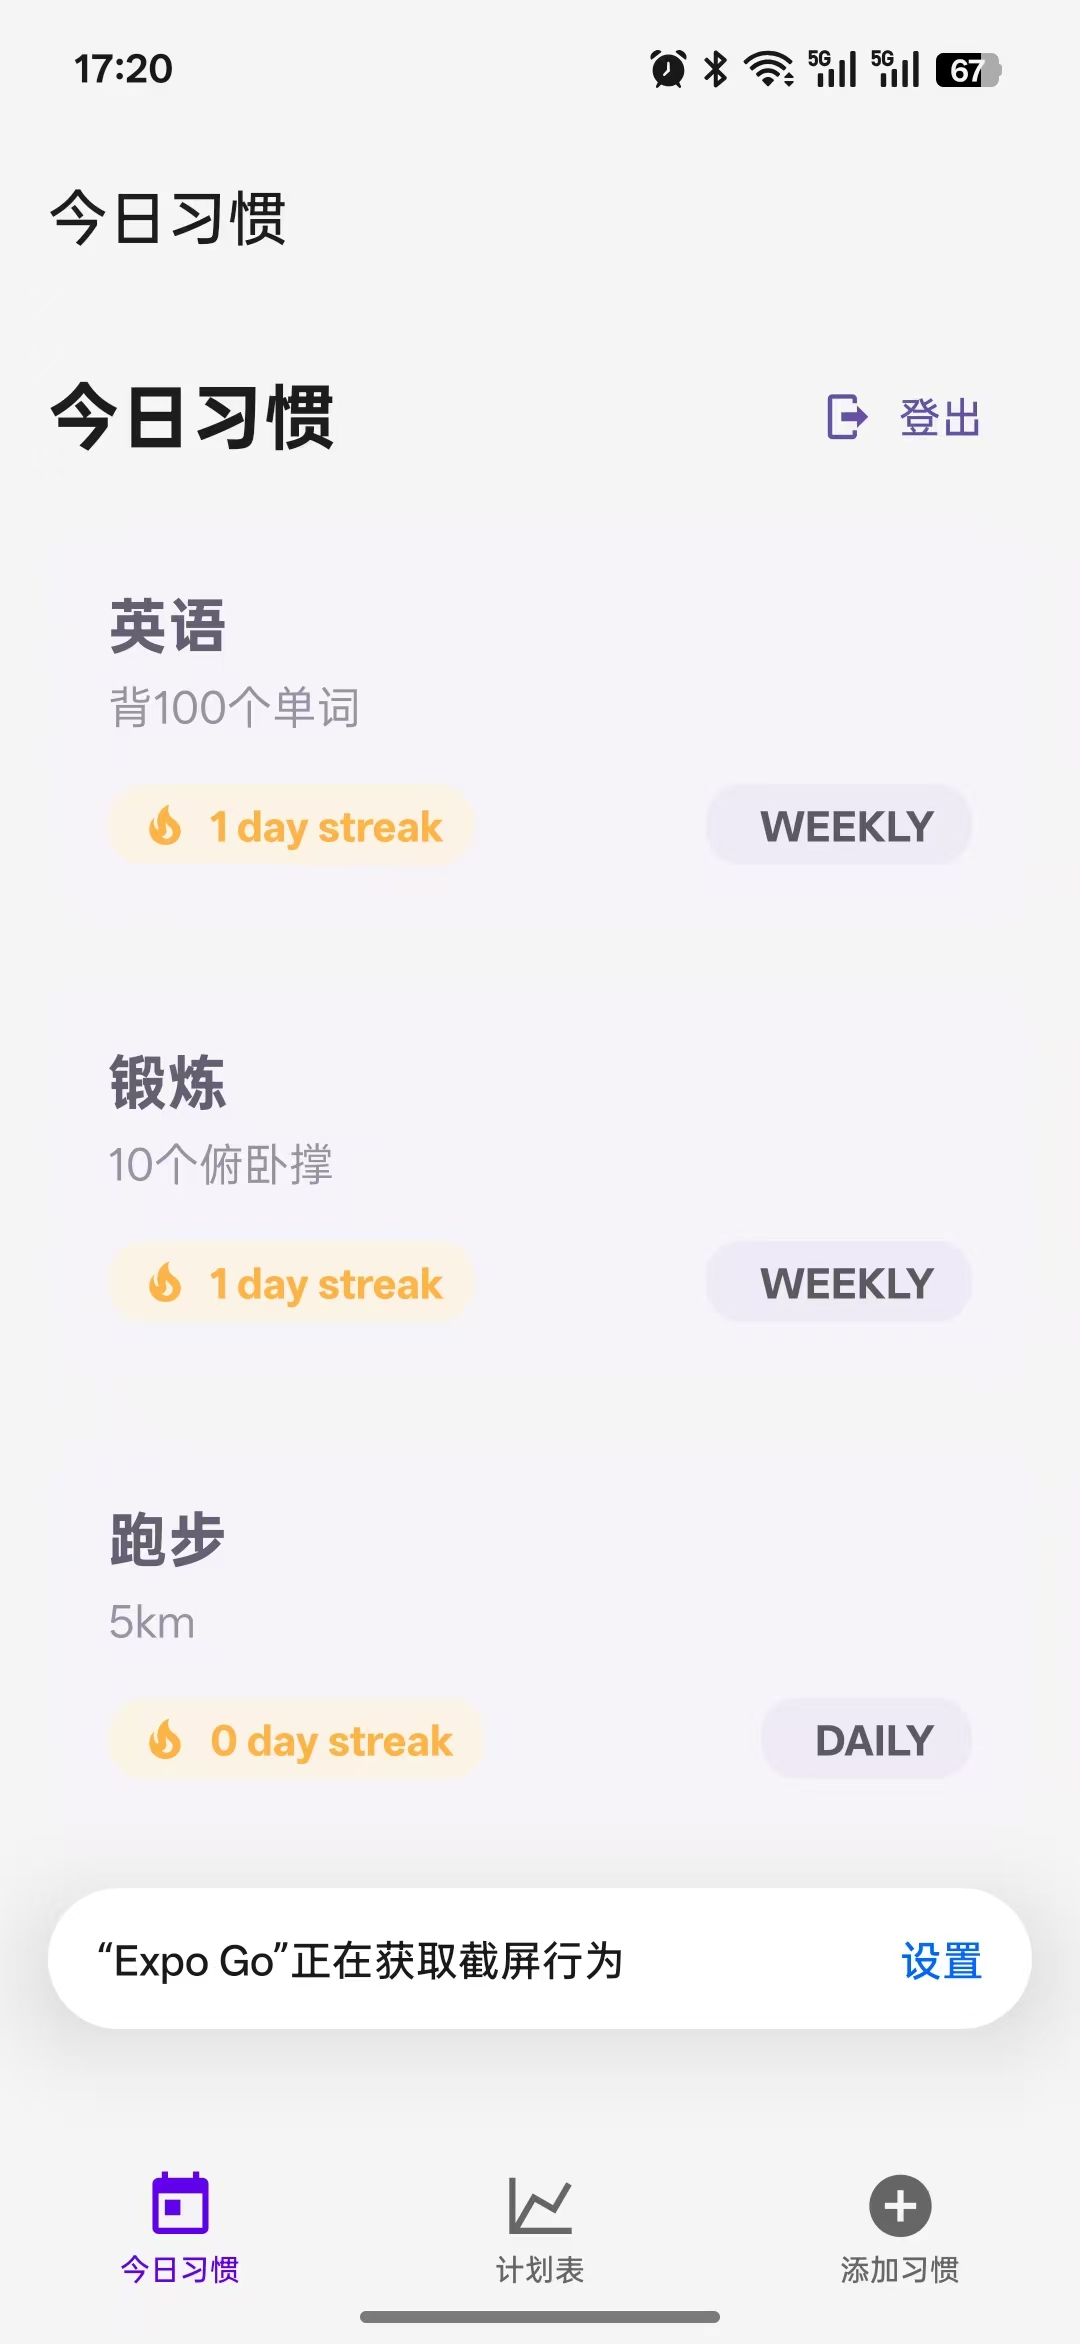 17:20
5G 5G 67
今日习惯
今日习惯
登出
英语
背100个单词
1 day streak
WEEKLY
锻炼
10个俯卧撑
1 day streak
WEEKLY
跑步
5km
0 day streak
DAILY
“Expo Go”正在获取截屏行为
设置
今日习惯
计划表
添加习惯